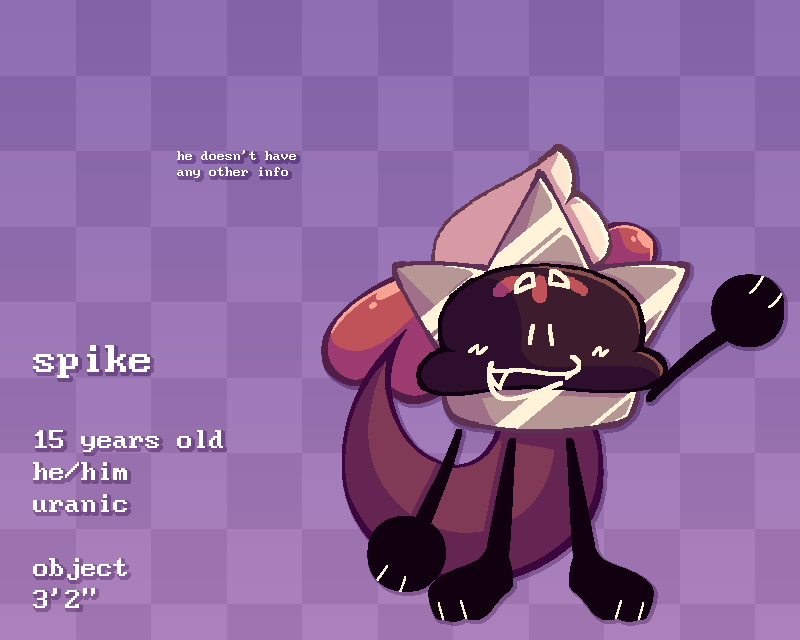 he doesn't have
any other info
spike
15 years old
he/him
uranic
object
3'2"